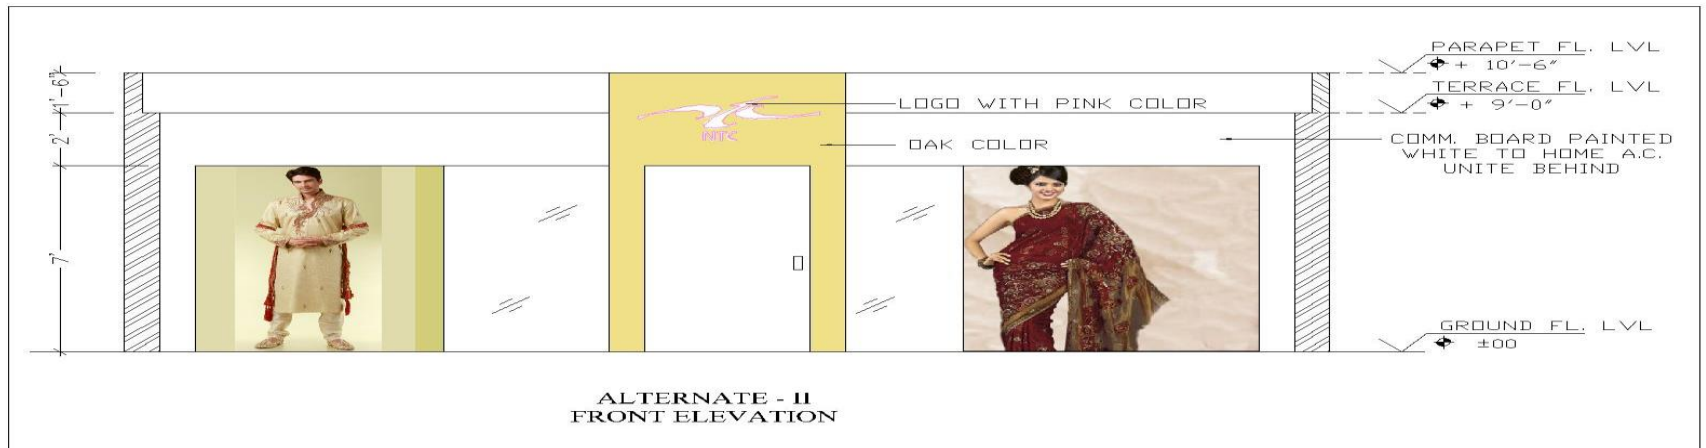 PARAPET FL. LVL
+ 10'-6"
TERRACE FL. LVL
+ 9'-0"
1'-6"
LOGO WITH PINK COLOR
NTC
2'
OAK COLOR
COMM. BOARD PAINTED
WHITE TO HOME A.C.
UNITE BEHIND
7'
GROUND FL. LVL
±00
ALTERNATE - II
FRONT ELEVATION